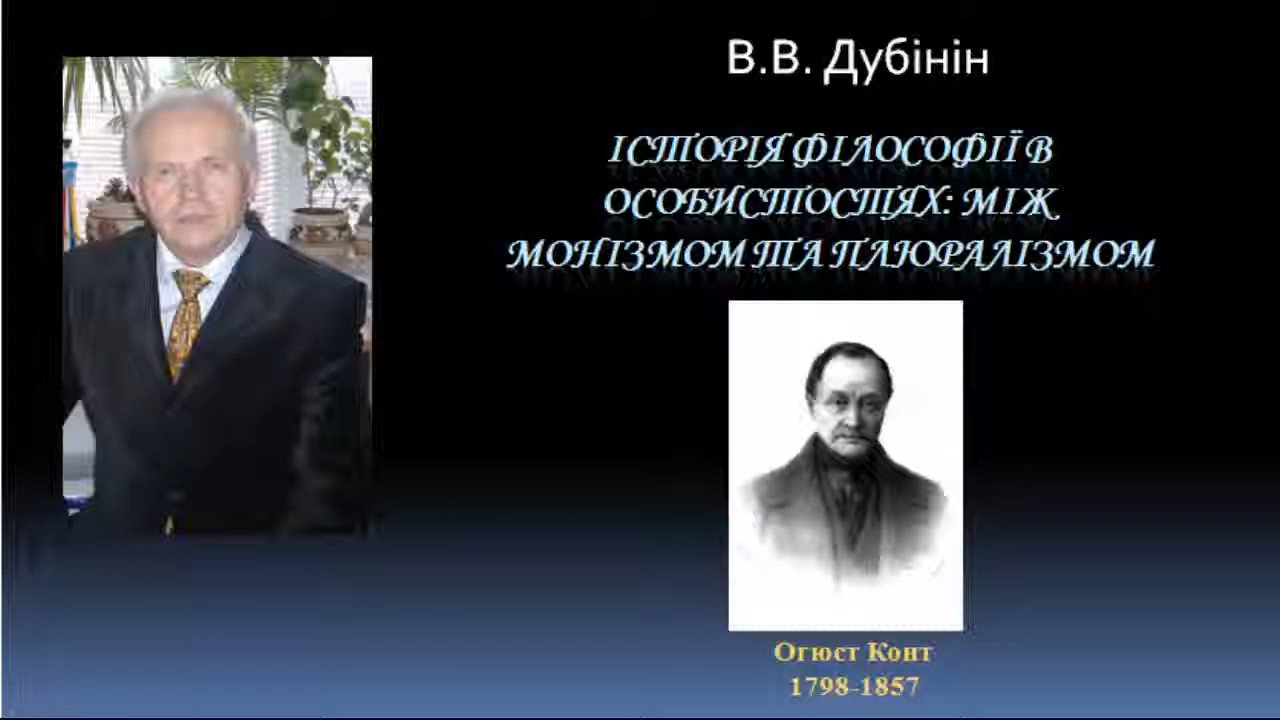 В.В. Дубінін
ІСТОРІЯ ФІЛОСОФІЇ В
ОСОБИСТОСТЯХ: МІЖ
МОНІЗМОМ ТА ПЛЮРАЛІЗМОМ
Огюст Конт
1798-1857